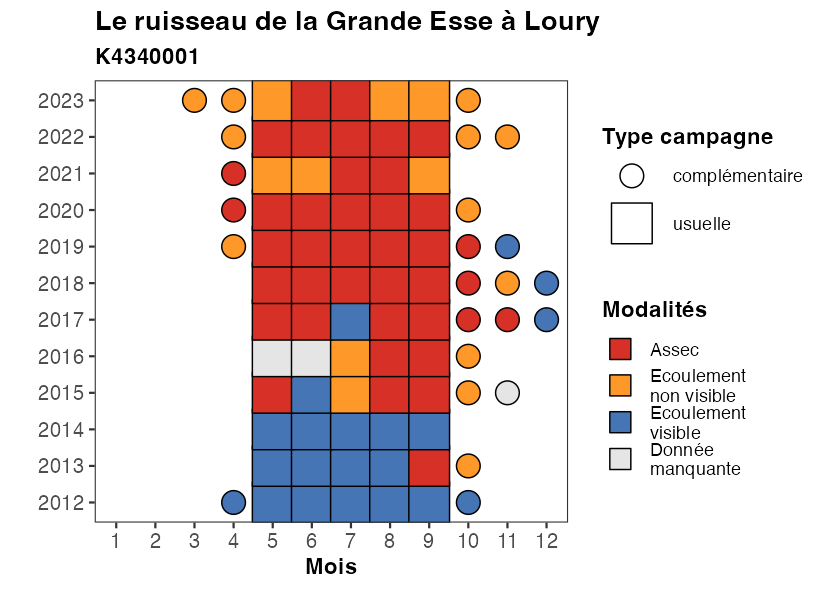 Le ruisseau de la Grande Esse à Loury
K4340001
2023
2022
2021
2020
2019
2018
2017
2016
2015
2014
2013
2012
1 2 3 4 5 6 7 8 9 10 11 12
Mois
Type campagne
complémentaire
usuelle
Modalités
Assec
Ecoulement
non visible
Ecoulement
visible
Donnée
manquante